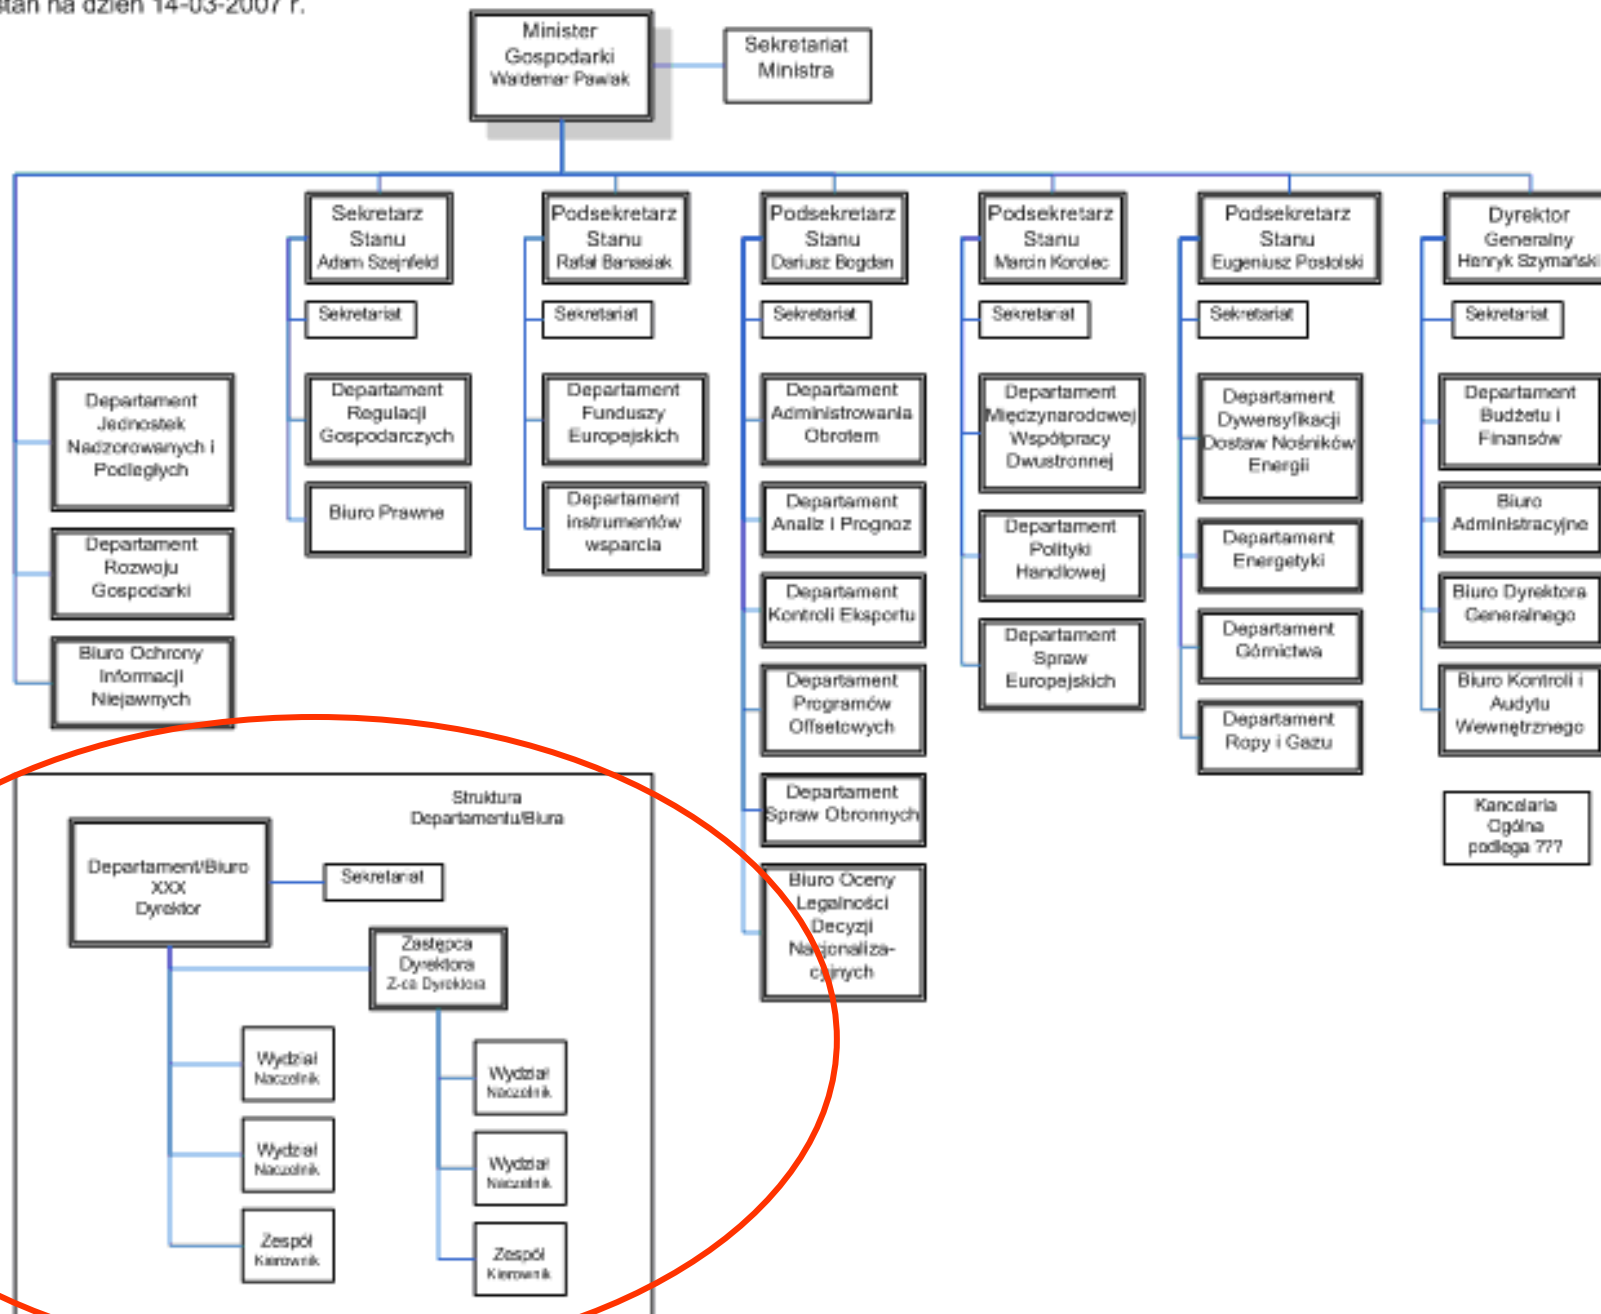 stan na dzień 14-03-2007 r.
Minister
Gospodarki
Waldemar Pawlak
Sekretariat
Ministra
Sekretarz
Stanu
Adam Szejnfeld
Podsekretarz
Stanu
Rafał Banasiak
Podsekretarz
Stanu
Dariusz Bogdan
Podsekretarz
Stanu
Marcin Korolec
Podsekretarz
Stanu
Eugeniusz Postolski
Dyrektor
Generalny
Henryk Szymański
Sekretariat
Sekretariat
Sekretariat
Sekretariat
Sekretariat
Sekretariat
Departament
Jednostek
Nadzorowanych i
Podległych
Departament
Rozwoju
Gospodarki
Biuro Ochrony
Informacji
Niejawnych
Departament
Regulacji
Gospodarczych
Biuro Prawne
Departament
Funduszy
Europejskich
Departament
instrumentów
wsparcia
Departament
Administrowania
Obrotem
Departament
Analiz i Prognoz
Departament
Kontroli Eksportu
Departament
Programów
Offsetowych
Departament
Spraw Obronnych
Biuro Oceny
Legalności
Decyzji
Nacjonaliza-
cyjnych
Departament
Międzynarodowej
Współpracy
Dwustronnej
Departament
Polityki
Handlowej
Departament
Spraw
Europejskich
Departament
Dywersyfikacji
Dostaw Nośników
Energii
Departament
Energetyki
Departament
Górnictwa
Departament
Ropy i Gazu
Departament
Budżetu i
Finansów
Biuro
Administracyjne
Biuro Dyrektora
Generalnego
Biuro Kontroli i
Audytu
Wewnętrznego
Kancelaria
Ogólna
podlega ???
Struktura
Departamentu/Biura
Departament/Biuro
XXX
Dyrektor
Sekretariat
Zastępca
Dyrektora
Z-ca Dyrektora
Wydział
Naczelnik
Wydział
Naczelnik
Zespół
Kierownik
Wydział
Naczelnik
Wydział
Naczelnik
Zespół
Kierownik